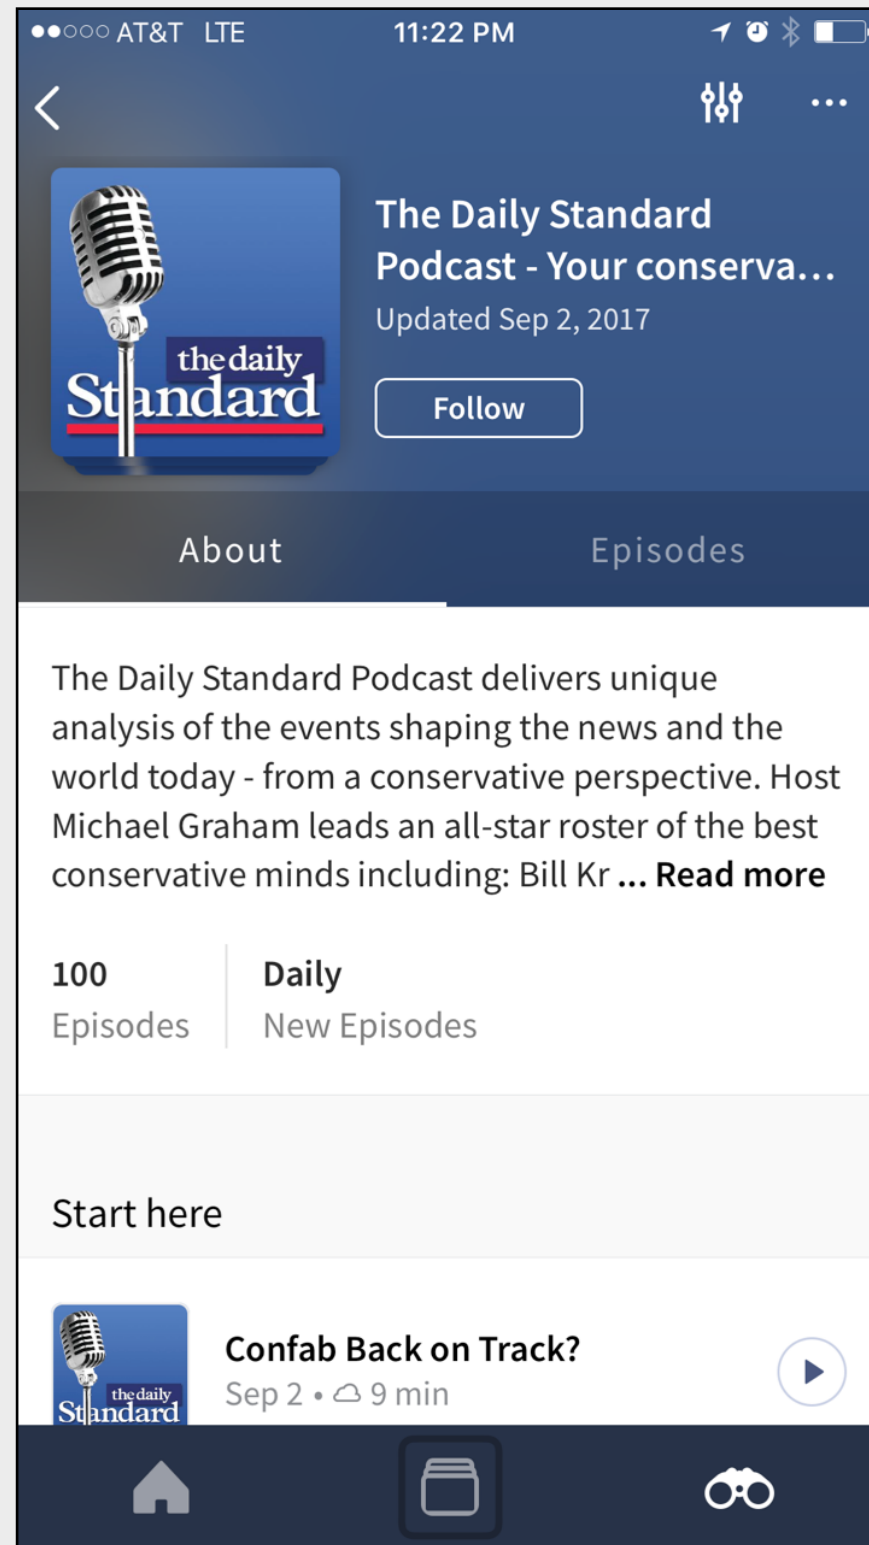 AT&T LTE 11:22 PM
The Daily Standard
Podcast - Your conserva...
Updated Sep 2, 2017
the daily
Standard
Follow
About Episodes
The Daily Standard Podcast delivers unique
analysis of the events shaping the news and the
world today - from a conservative perspective. Host
Michael Graham leads an all-star roster of the best
conservative minds including: Bill Kr ... Read more
100 Daily
Episodes New Episodes
Start here
Confab Back on Track?
Sep 2 • 9 min
the daily
Standard